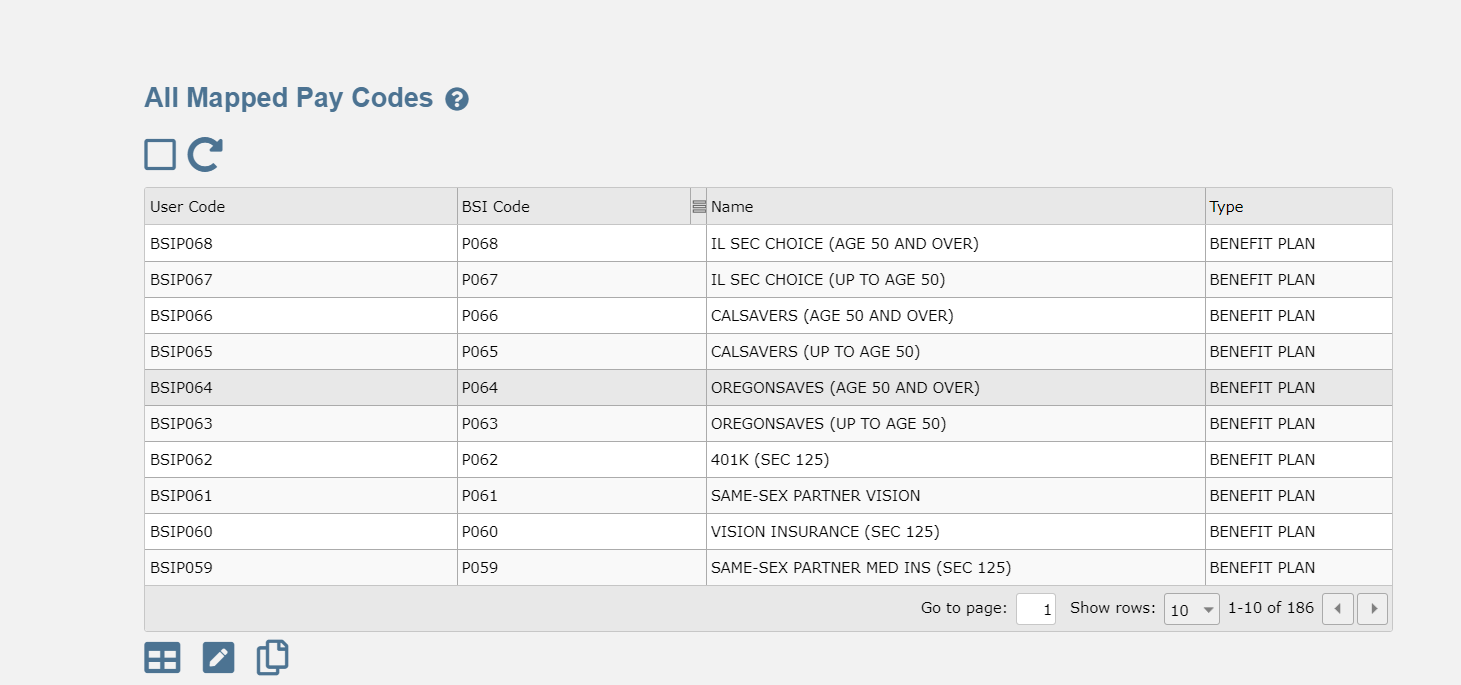 All Mapped Pay Codes ?
User Code BSI Code Name Type
BSIP068 P068 IL SEC CHOICE (AGE 50 AND OVER) BENEFIT PLAN
BSIP067 P067 IL SEC CHOICE (UP TO AGE 50) BENEFIT PLAN
BSIP066 P066 CALSAVERS (AGE 50 AND OVER) BENEFIT PLAN
BSIP065 P065 CALSAVERS (UP TO AGE 50) BENEFIT PLAN
BSIP064 P064 OREGONSAVES (AGE 50 AND OVER) BENEFIT PLAN
BSIP063 P063 OREGONSAVES (UP TO AGE 50) BENEFIT PLAN
BSIP062 P062 401K (SEC 125) BENEFIT PLAN
BSIP061 P061 SAME-SEX PARTNER VISION BENEFIT PLAN
BSIP060 P060 VISION INSURANCE (SEC 125) BENEFIT PLAN
BSIP059 P059 SAME-SEX PARTNER MED INS (SEC 125) BENEFIT PLAN
Go to page: 1 Show rows: 10 1-10 of 186